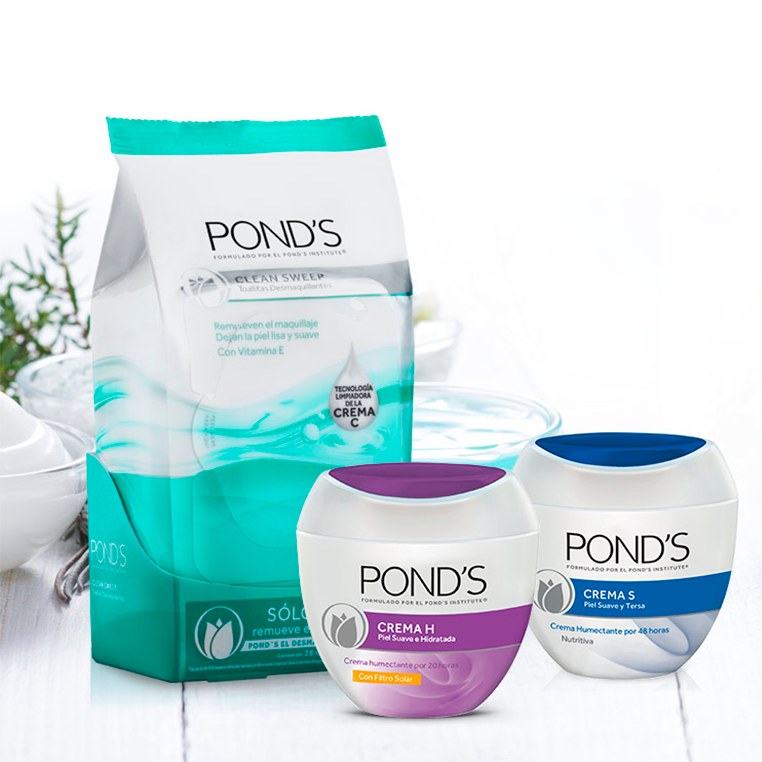 POND'S
FORMULADO POR EL POND'S INSTITUTE®
CLEAN SWEEP
Toallitas Desmaquillantes
Remueven el maquillaje
Dejan la piel lisa y suave
Con Vitamina E
TECNOLOGÍA
LIMPIADORA
DE LA
CREMA
C
POND'S
CLEAN SWEEP
SÓLO
remueve e
POND'S EL DESMA
POND'S
FORMULADO POR EL POND'S INSTITUTE®
CREMA H
Piel Suave e Hidratada
Crema humectante por 20 horas
Con Filtro Solar
POND'S
FORMULADO POR EL POND'S INSTITUTE®
CREMA S
Piel Suave y Tersa
Crema Humectante por 48 horas
Nutritiva